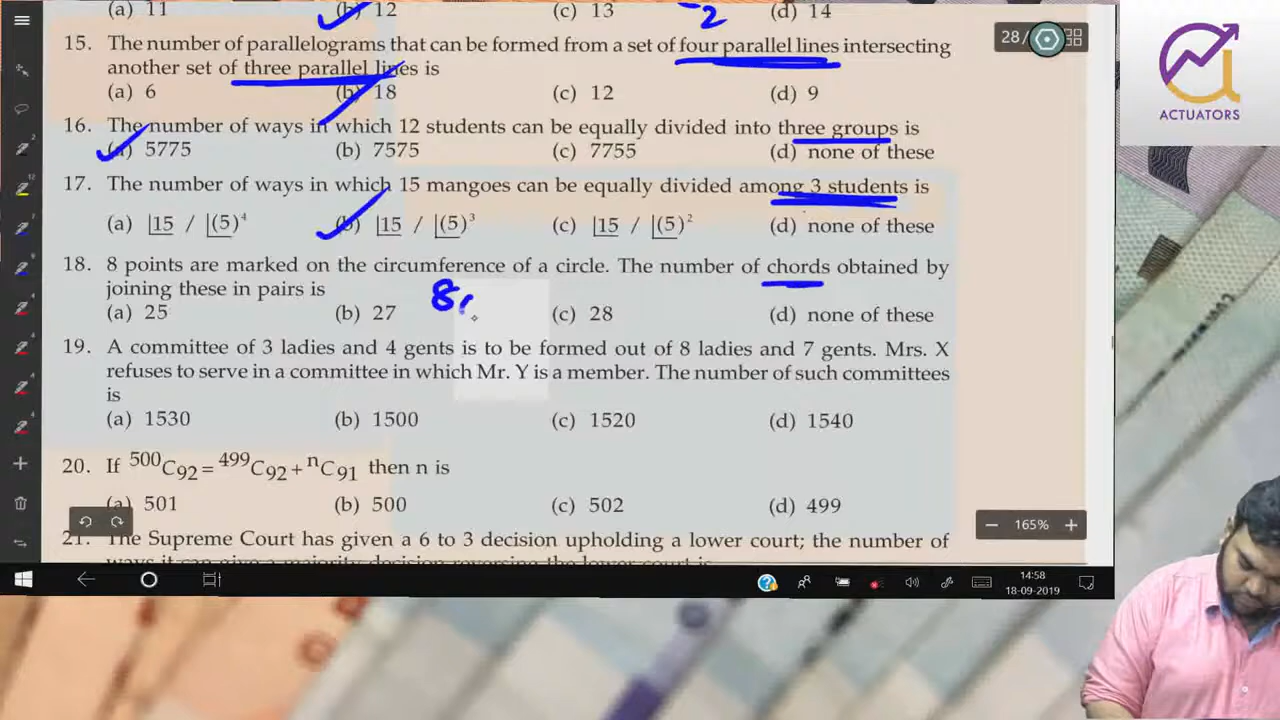 (a) 11 (b) 12 (c) 13 2 (d) 14
28/
15. The number of parallelograms that can be formed from a set of four parallel lines intersecting
another set of three parallel lines is
(a) 6 (b) 18 (c) 12 (d) 9
ACTUATORS
16. The number of ways in which 12 students can be equally divided into three groups is
(a) 5775 (b) 7575 (c) 7755 (d) none of these
17. The number of ways in which 15 mangoes can be equally divided among 3 students is
(a) |15 / |(5)⁴ (b) |15 / |(5)³ (c) |15 / |(5)² (d) none of these
18. 8 points are marked on the circumference of a circle. The number of chords obtained by
joining these in pairs is
8
(a) 25 (b) 27 (c) 28 (d) none of these
19. A committee of 3 ladies and 4 gents is to be formed out of 8 ladies and 7 gents. Mrs. X
refuses to serve in a committee in which Mr. Y is a member. The number of such committees
is
(a) 1530 (b) 1500 (c) 1520 (d) 1540
20. If ⁵⁰⁰C₉₂ = ⁴⁹⁹C₉₂ + ⁿC₉₁ then n is
(a) 501 (b) 500 (c) 502 (d) 499
165%
21. The Supreme Court has given a 6 to 3 decision upholding a lower court; the number of
14:58
18-09-2019